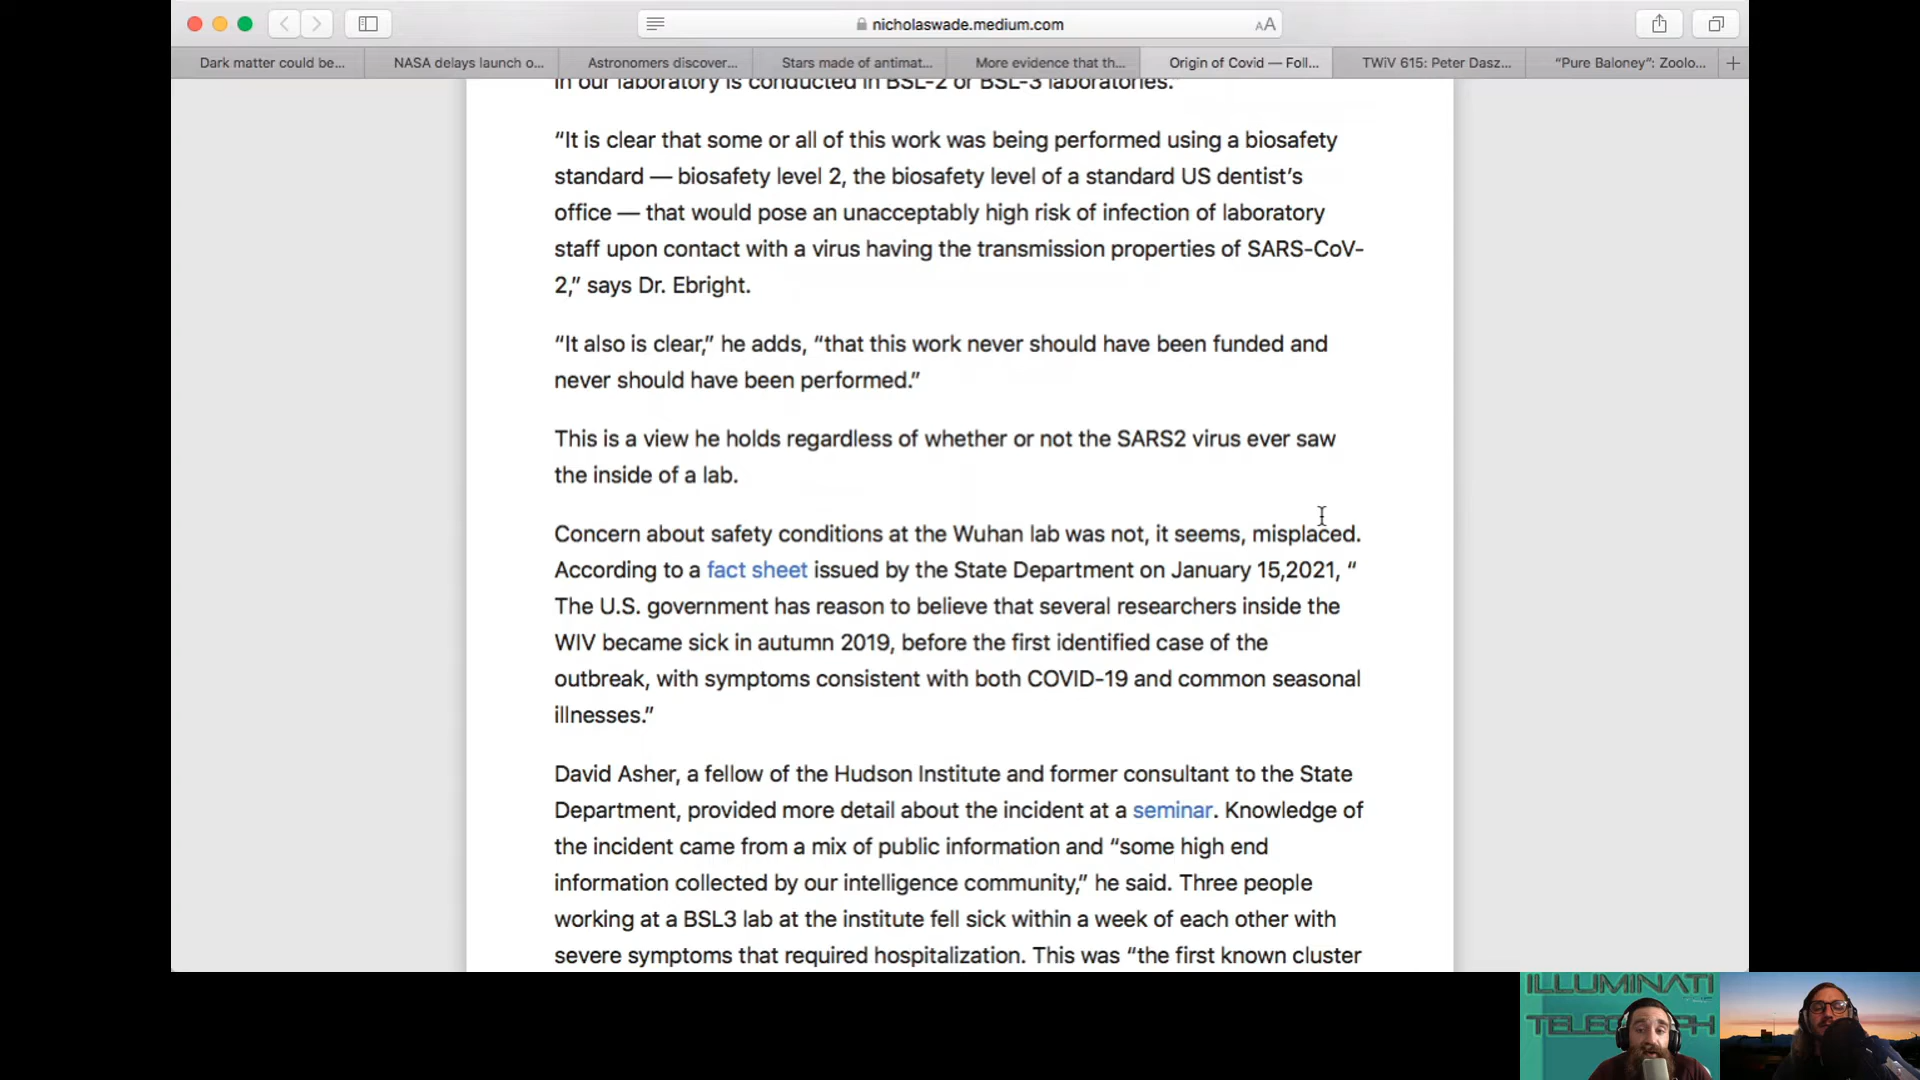 nicholaswade.medium.com
AA
Dark matter could be...
NASA delays launch o...
Astronomers discover...
Stars made of antimat...
More evidence that th...
Origin of Covid — Foll...
TWiV 615: Peter Dasz...
“Pure Baloney”: Zoolo...
in our laboratory is conducted in BSL-2 or BSL-3 laboratories.”
“It is clear that some or all of this work was being performed using a biosafety
standard — biosafety level 2, the biosafety level of a standard US dentist’s
office — that would pose an unacceptably high risk of infection of laboratory
staff upon contact with a virus having the transmission properties of SARS-CoV-
2,” says Dr. Ebright.
“It also is clear,” he adds, “that this work never should have been funded and
never should have been performed.”
This is a view he holds regardless of whether or not the SARS2 virus ever saw
the inside of a lab.
Concern about safety conditions at the Wuhan lab was not, it seems, misplaced.
According to a fact sheet issued by the State Department on January 15,2021, “
The U.S. government has reason to believe that several researchers inside the
WIV became sick in autumn 2019, before the first identified case of the
outbreak, with symptoms consistent with both COVID-19 and common seasonal
illnesses.”
David Asher, a fellow of the Hudson Institute and former consultant to the State
Department, provided more detail about the incident at a seminar. Knowledge of
the incident came from a mix of public information and “some high end
information collected by our intelligence community,” he said. Three people
working at a BSL3 lab at the institute fell sick within a week of each other with
severe symptoms that required hospitalization. This was “the first known cluster
ILLUMINATI